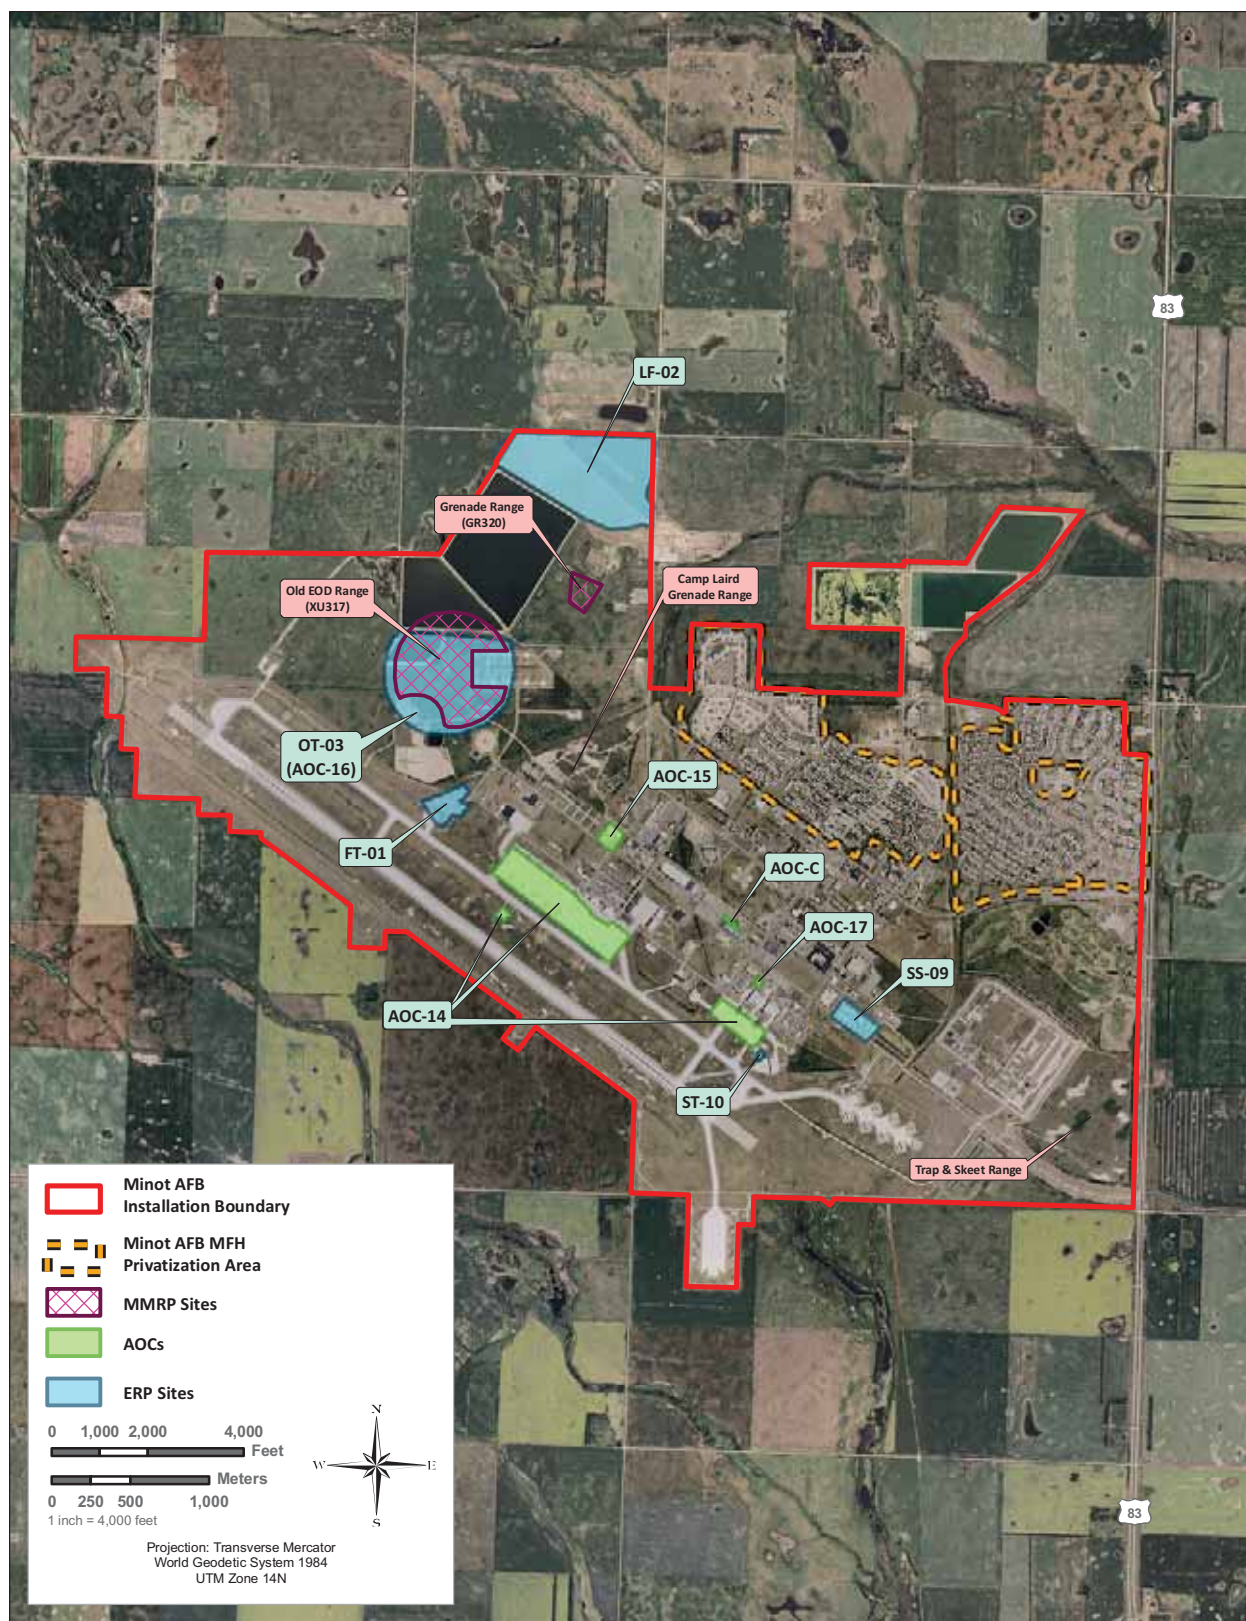 83
LF-02
Grenade Range
(GR320)
Camp Laird
Grenade Range
Old EOD Range
(XU317)
OT-03
(AOC-16)
AOC-15
FT-01
AOC-C
AOC-17
SS-09
AOC-14
ST-10
Trap & Skeet Range
Minot AFB
Installation Boundary
Minot AFB MFH
Privatization Area
MMRP Sites
AOCs
ERP Sites
0 1,000 2,000 4,000
Feet
Meters
0 250 500 1,000
1 inch = 4,000 feet
N
W E
S
Projection: Transverse Mercator
World Geodetic System 1984
UTM Zone 14N
83